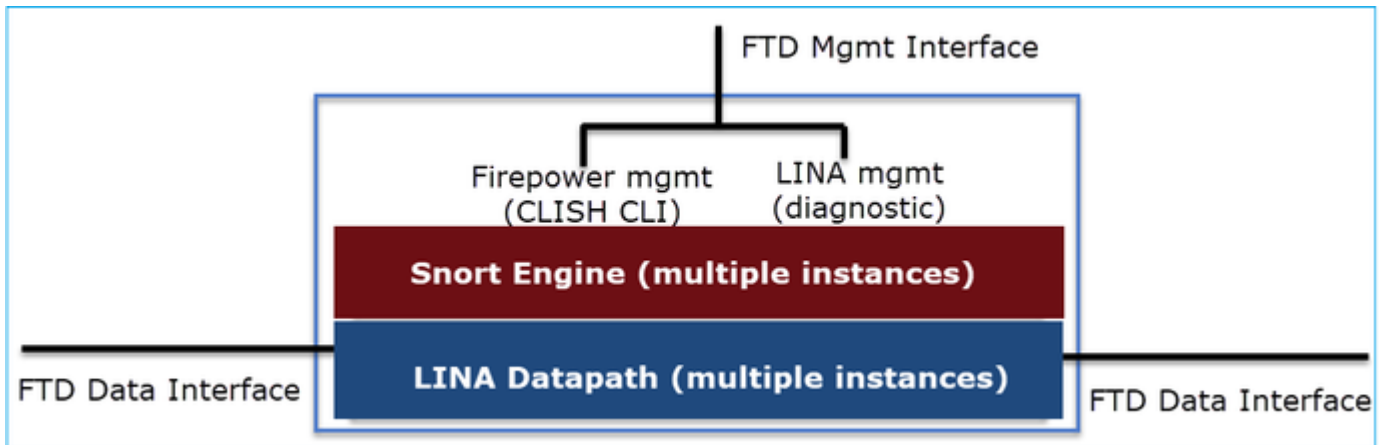 FTD Mgmt Interface
Firepower mgmt
(CLISH CLI)
LINA mgmt
(diagnostic)
Snort Engine (multiple instances)
LINA Datapath (multiple instances)
FTD Data Interface
FTD Data Interface